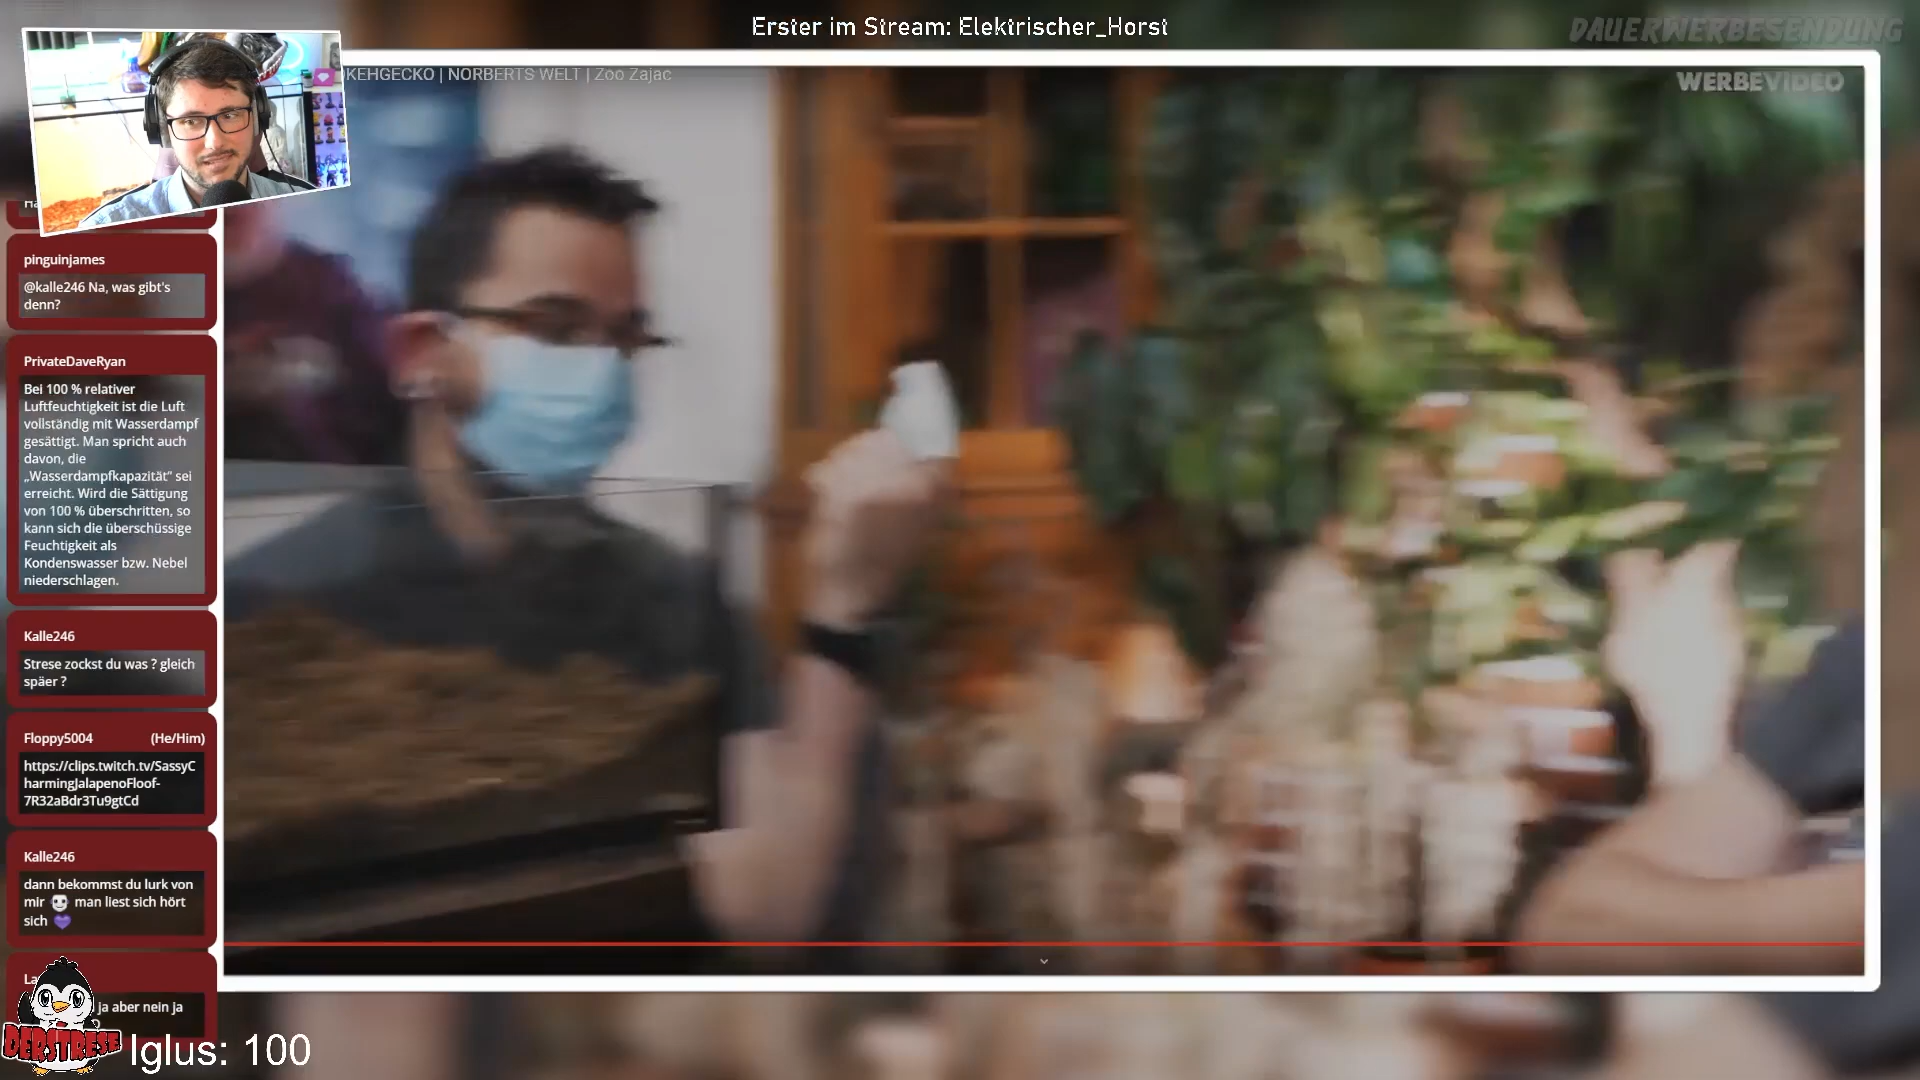 Erster im Stream: Elektrischer_Horst
DAUERWERBESENDUNG
KEHGECKO | NORBERTS WELT | Zoo Zajac
WERBEVIDEO
pinguinjames
@kalle246 Na, was gibt's
denn?
PrivateDaveRyan
Bei 100 % relativer
Luftfeuchtigkeit ist die Luft
vollständig mit Wasserdampf
gesättigt. Man spricht auch
davon, die
„Wasserdampfkapazität“ sei
erreicht. Wird die Sättigung
von 100 % überschritten, so
kann sich die überschüssige
Feuchtigkeit als
Kondenswasser bzw. Nebel
niederschlagen.
Kalle246
Strese zockst du was ? gleich
späer ?
Floppy5004 (He/Him)
https://clips.twitch.tv/SassyC
harmingJalapenoFloof-
7R32aBdr3Tu9gtCd
Kalle246
dann bekommst du lurk von
mir man liest sich hört
sich
ja aber nein ja
DERSTRESE
Iglus: 100